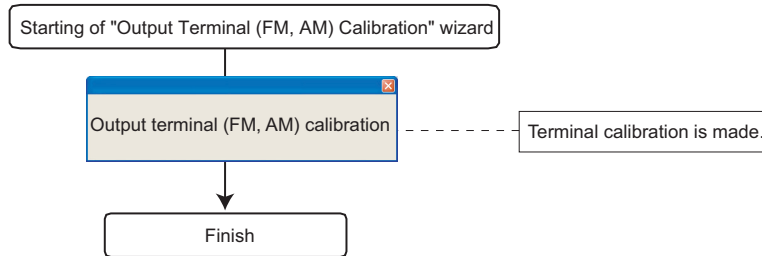 Starting of "Output Terminal (FM, AM) Calibration" wizard
Output terminal (FM, AM) calibration
Terminal calibration is made.
Finish